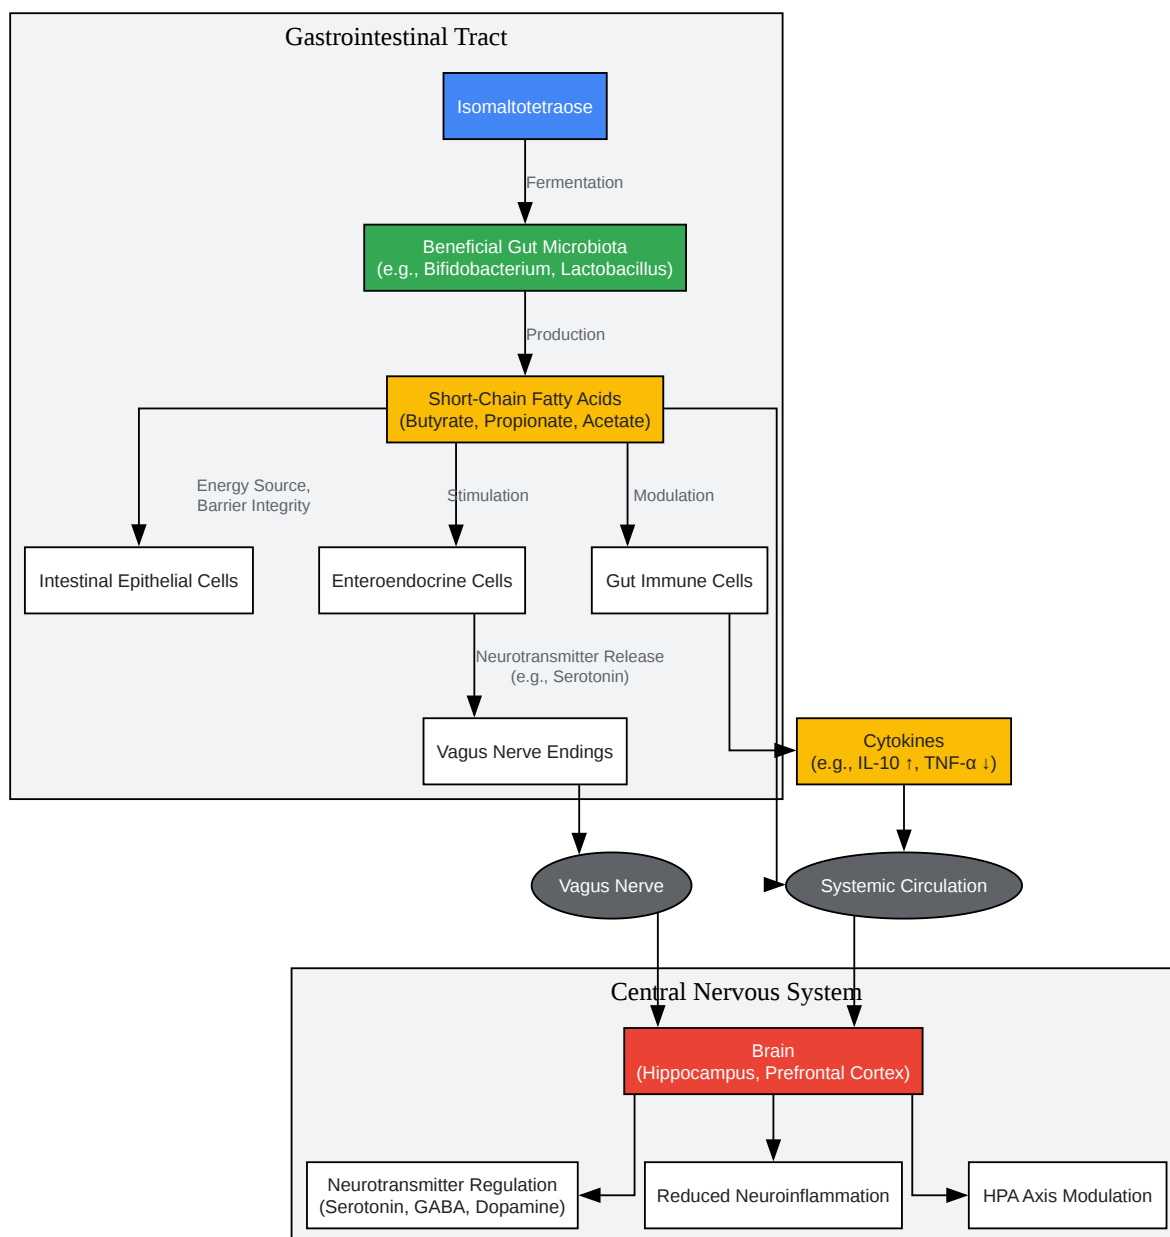 Gastrointestinal Tract
Isomaltotetraose
Fermentation
Beneficial Gut Microbiota
(e.g., Bifidobacterium, Lactobacillus)
Production
Short-Chain Fatty Acids
(Butyrate, Propionate, Acetate)
Energy Source,
Barrier Integrity
Stimulation
Modulation
Intestinal Epithelial Cells
Enteroendocrine Cells
Gut Immune Cells
Neurotransmitter Release
(e.g., Serotonin)
Vagus Nerve Endings
Cytokines
(e.g., IL-10 ↑, TNF-α ↓)
Vagus Nerve
Systemic Circulation
Central Nervous System
Brain
(Hippocampus, Prefrontal Cortex)
Neurotransmitter Regulation
(Serotonin, GABA, Dopamine)
Reduced Neuroinflammation
HPA Axis Modulation